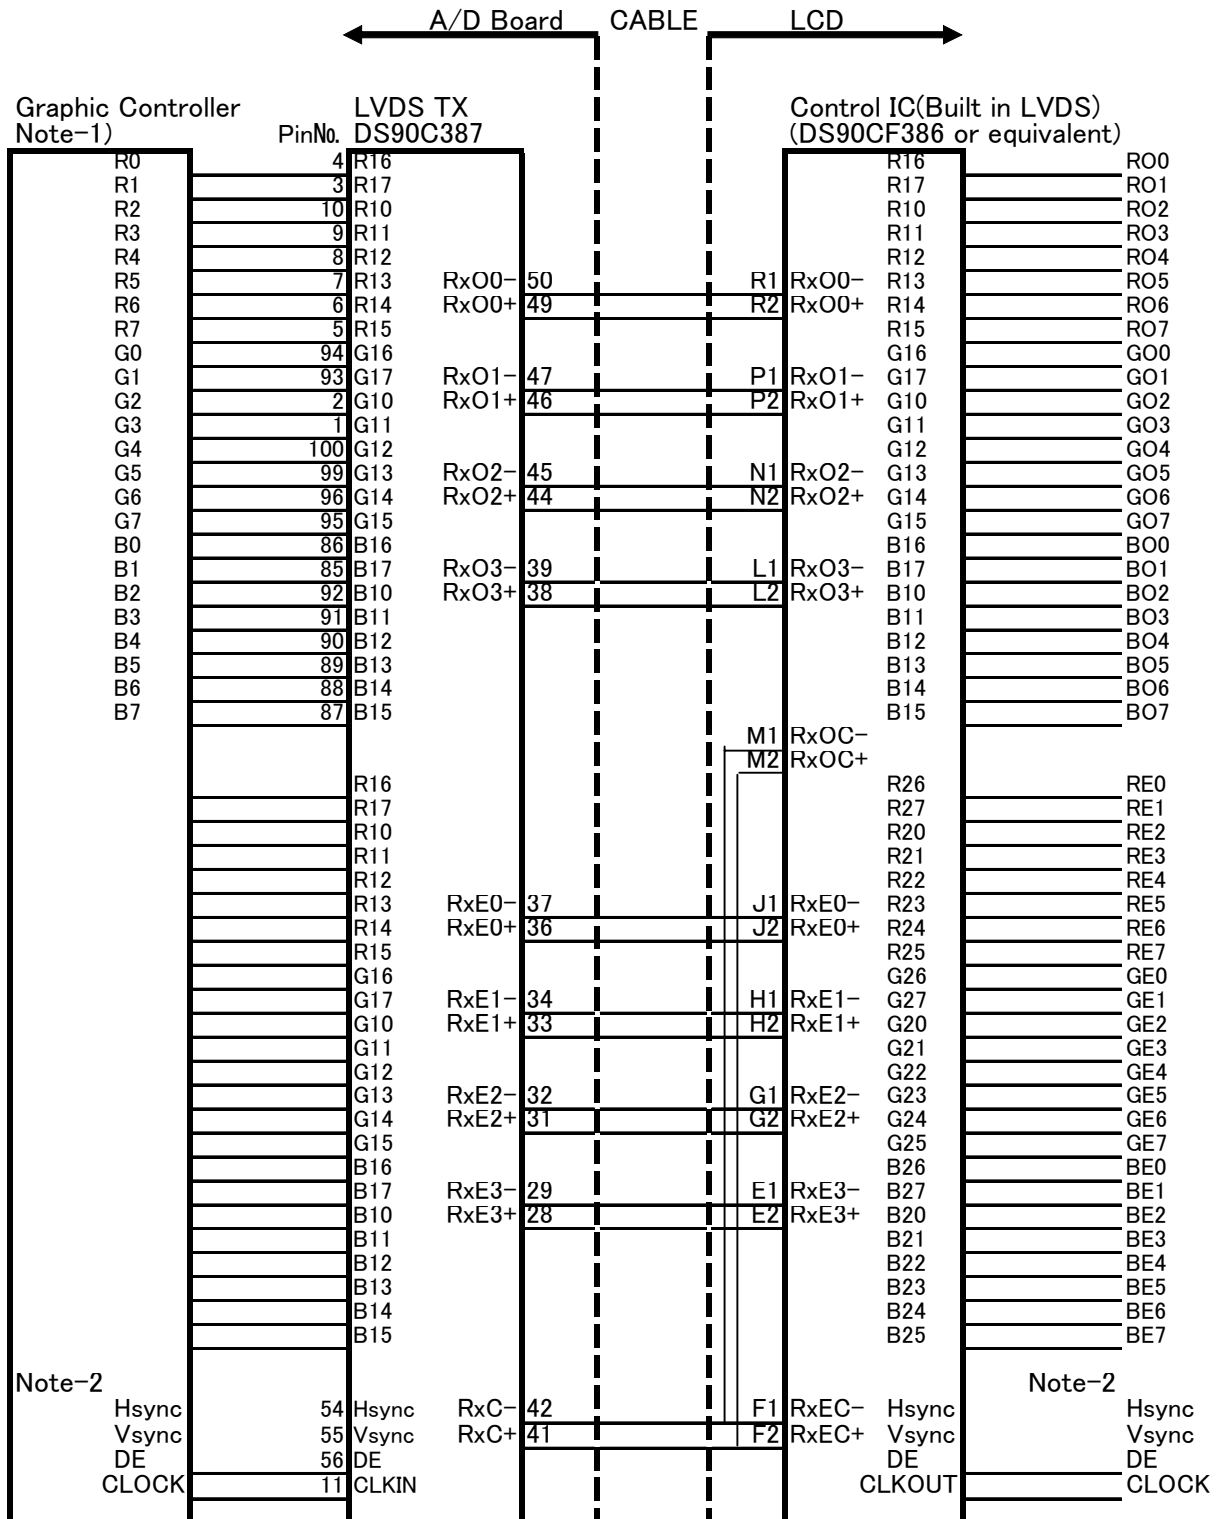 A/D Board CABLE LCD
Graphic Controller LVDS TX Control IC(Built in LVDS)
Note-1) Pin№. DS90C387 (DS90CF386 or equivalent)
R0 4 R16 R16 RO0
R1 3 R17 R17 RO1
R2 10 R10 R10 RO2
R3 9 R11 R11 RO3
R4 8 R12 R12 RO4
R5 7 R13 RxO0- 50 R1 RxO0- R13 RO5
R6 6 R14 RxO0+ 49 R2 RxO0+ R14 RO6
R7 5 R15 R15 RO7
G0 94 G16 G16 GO0
G1 93 G17 RxO1- 47 P1 RxO1- G17 GO1
G2 2 G10 RxO1+ 46 P2 RxO1+ G10 GO2
G3 1 G11 G11 GO3
G4 100 G12 G12 GO4
G5 99 G13 RxO2- 45 N1 RxO2- G13 GO5
G6 96 G14 RxO2+ 44 N2 RxO2+ G14 GO6
G7 95 G15 G15 GO7
B0 86 B16 B16 BO0
B1 85 B17 RxO3- 39 L1 RxO3- B17 BO1
B2 92 B10 RxO3+ 38 L2 RxO3+ B10 BO2
B3 91 B11 B11 BO3
B4 90 B12 B12 BO4
B5 89 B13 B13 BO5
B6 88 B14 B14 BO6
B7 87 B15 B15 BO7
M1 RxOC-
M2 RxOC+
R16 R26 RE0
R17 R27 RE1
R10 R20 RE2
R11 R21 RE3
R12 R22 RE4
R13 RxE0- 37 J1 RxE0- R23 RE5
R14 RxE0+ 36 J2 RxE0+ R24 RE6
R15 R25 RE7
G16 G26 GE0
G17 RxE1- 34 H1 RxE1- G27 GE1
G10 RxE1+ 33 H2 RxE1+ G20 GE2
G11 G21 GE3
G12 G22 GE4
G13 RxE2- 32 G1 RxE2- G23 GE5
G14 RxE2+ 31 G2 RxE2+ G24 GE6
G15 G25 GE7
B16 B26 BE0
B17 RxE3- 29 E1 RxE3- B27 BE1
B10 RxE3+ 28 E2 RxE3+ B20 BE2
B11 B21 BE3
B12 B22 BE4
B13 B23 BE5
B14 B24 BE6
B15 B25 BE7
Note-2 Note-2
Hsync 54 Hsync RxC- 42 F1 RxEC- Hsync Hsync
Vsync 55 Vsync RxC+ 41 F2 RxEC+ Vsync Vsync
DE 56 DE DE DE
CLOCK 11 CLKIN CLKOUT CLOCK